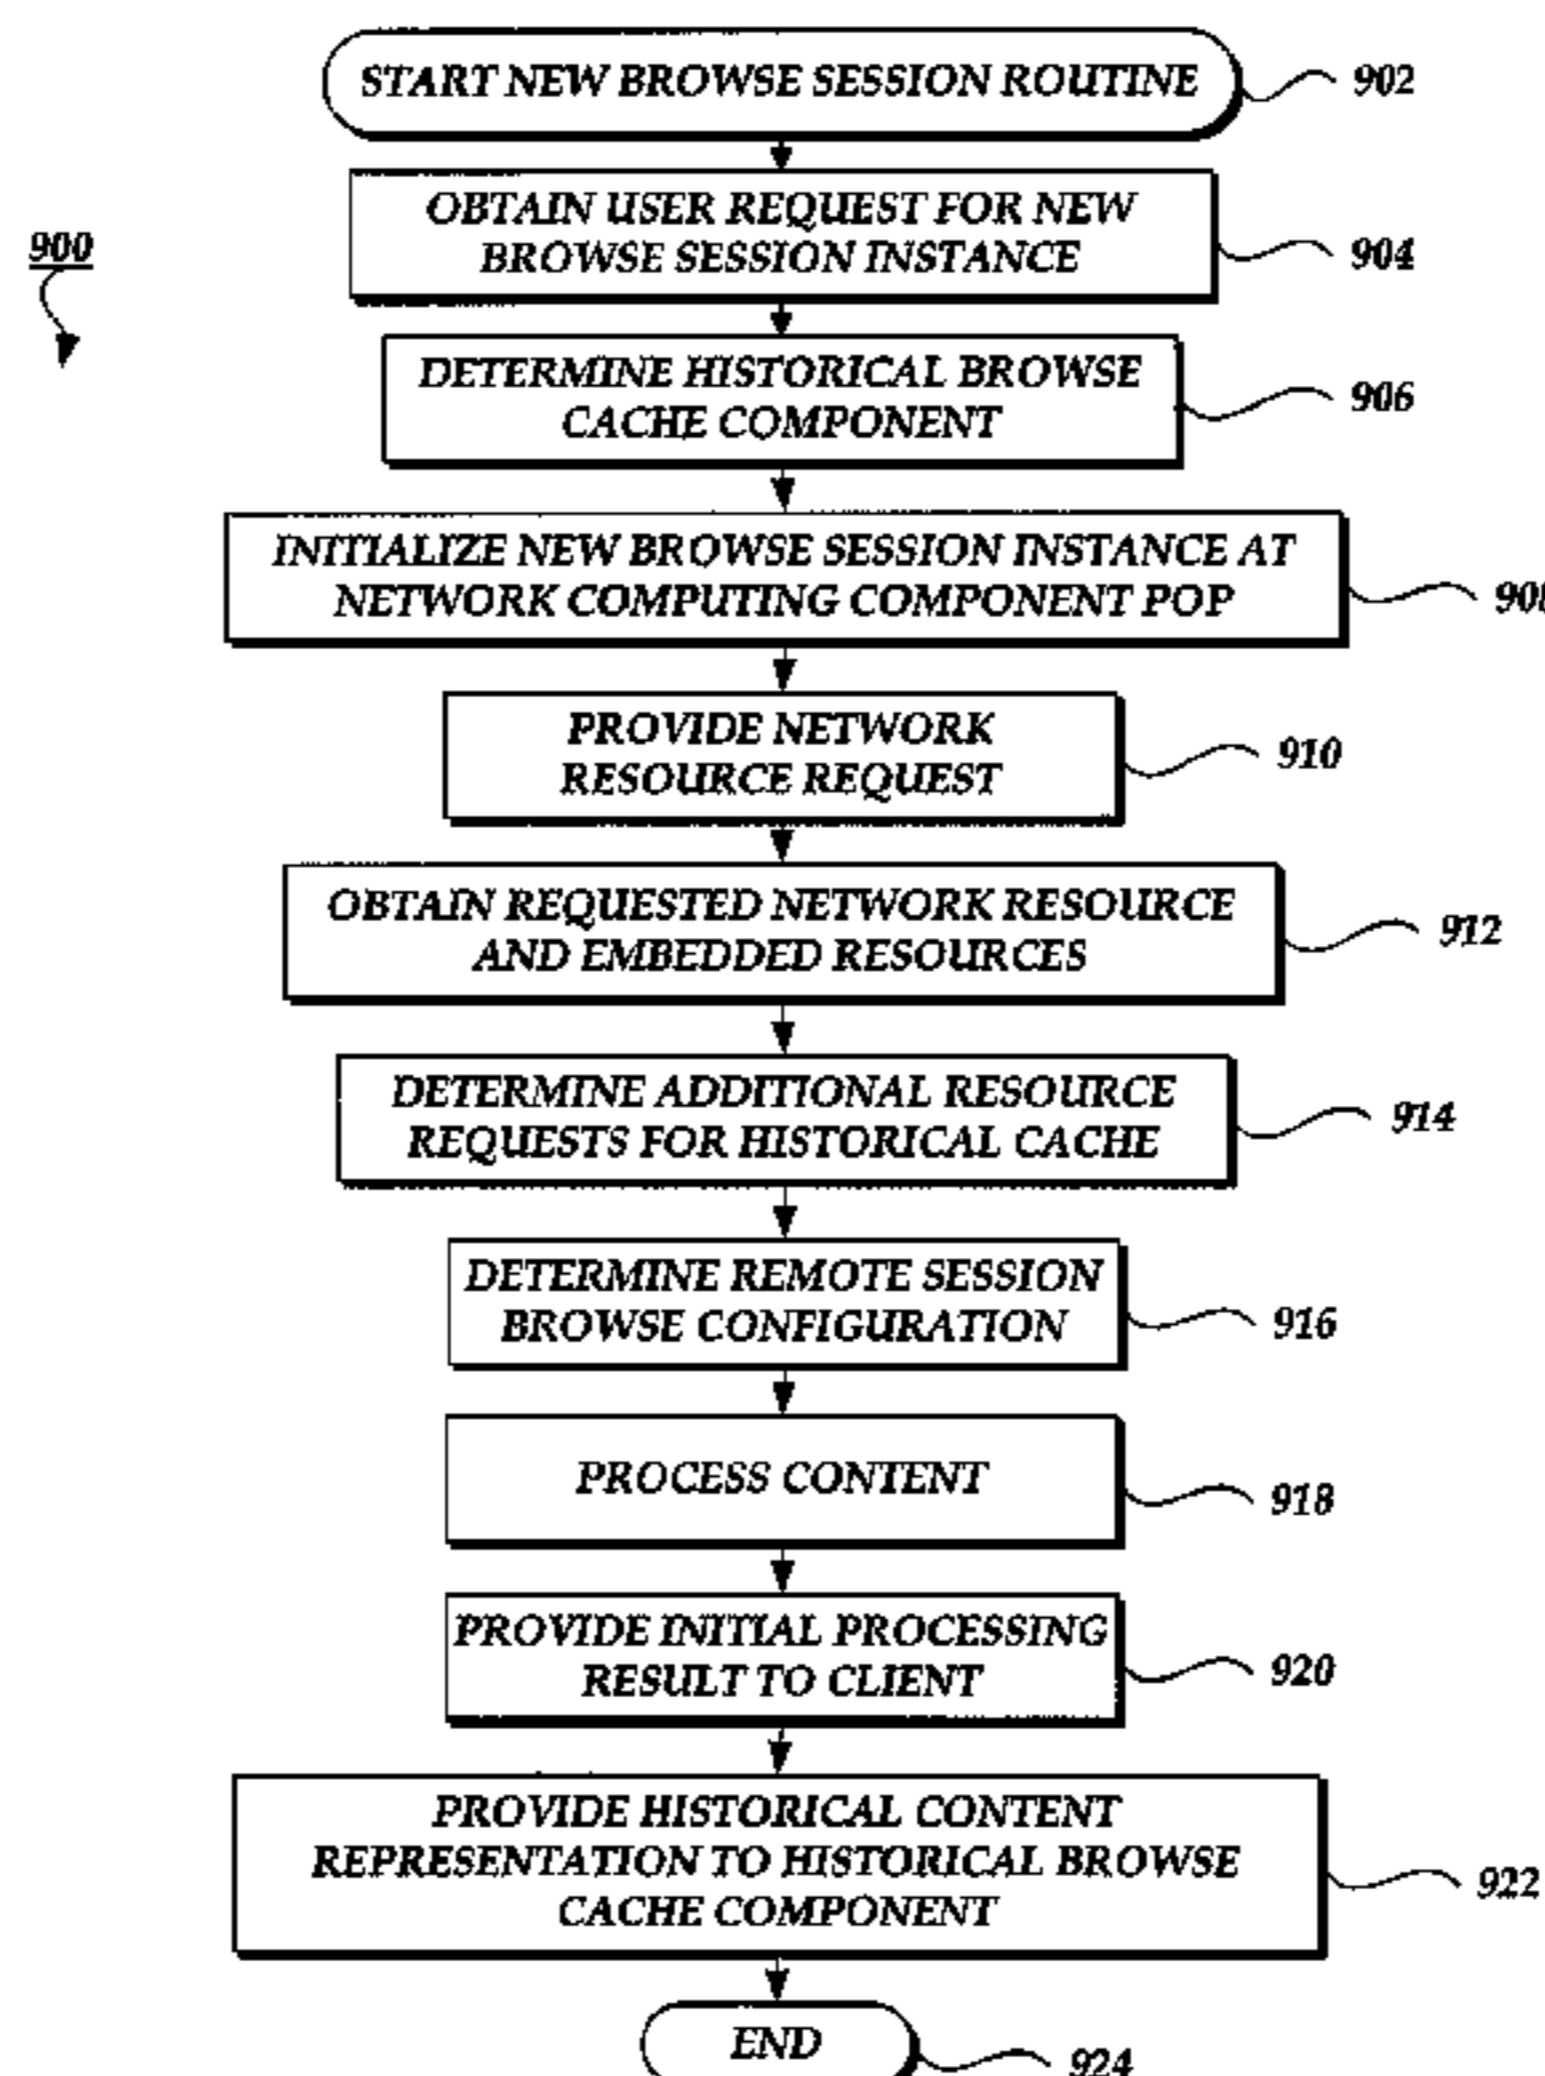 START NEW BROWSE SESSION ROUTINE
902
OBTAIN USER REQUEST FOR NEW
BROWSE SESSION INSTANCE
904
900
DETERMINE HISTORICAL BROWSE
CACHE COMPONENT
906
INITIALIZE NEW BROWSE SESSION INSTANCE AT
NETWORK COMPUTING COMPONENT POP
PROVIDE NETWORK
RESOURCE REQUEST
910
OBTAIN REQUESTED NETWORK RESOURCE
AND EMBEDDED RESOURCES
912
DETERMINE ADDITIONAL RESOURCE
REQUESTS FOR HISTORICAL CACHE
914
DETERMINE REMOTE SESSION
BROWSE CONFIGURATION
916
PROCESS CONTENT
918
PROVIDE INITIAL PROCESSING
RESULT TO CLIENT
920
PROVIDE HISTORICAL CONTENT
REPRESENTATION TO HISTORICAL BROWSE
CACHE COMPONENT
922
END
924